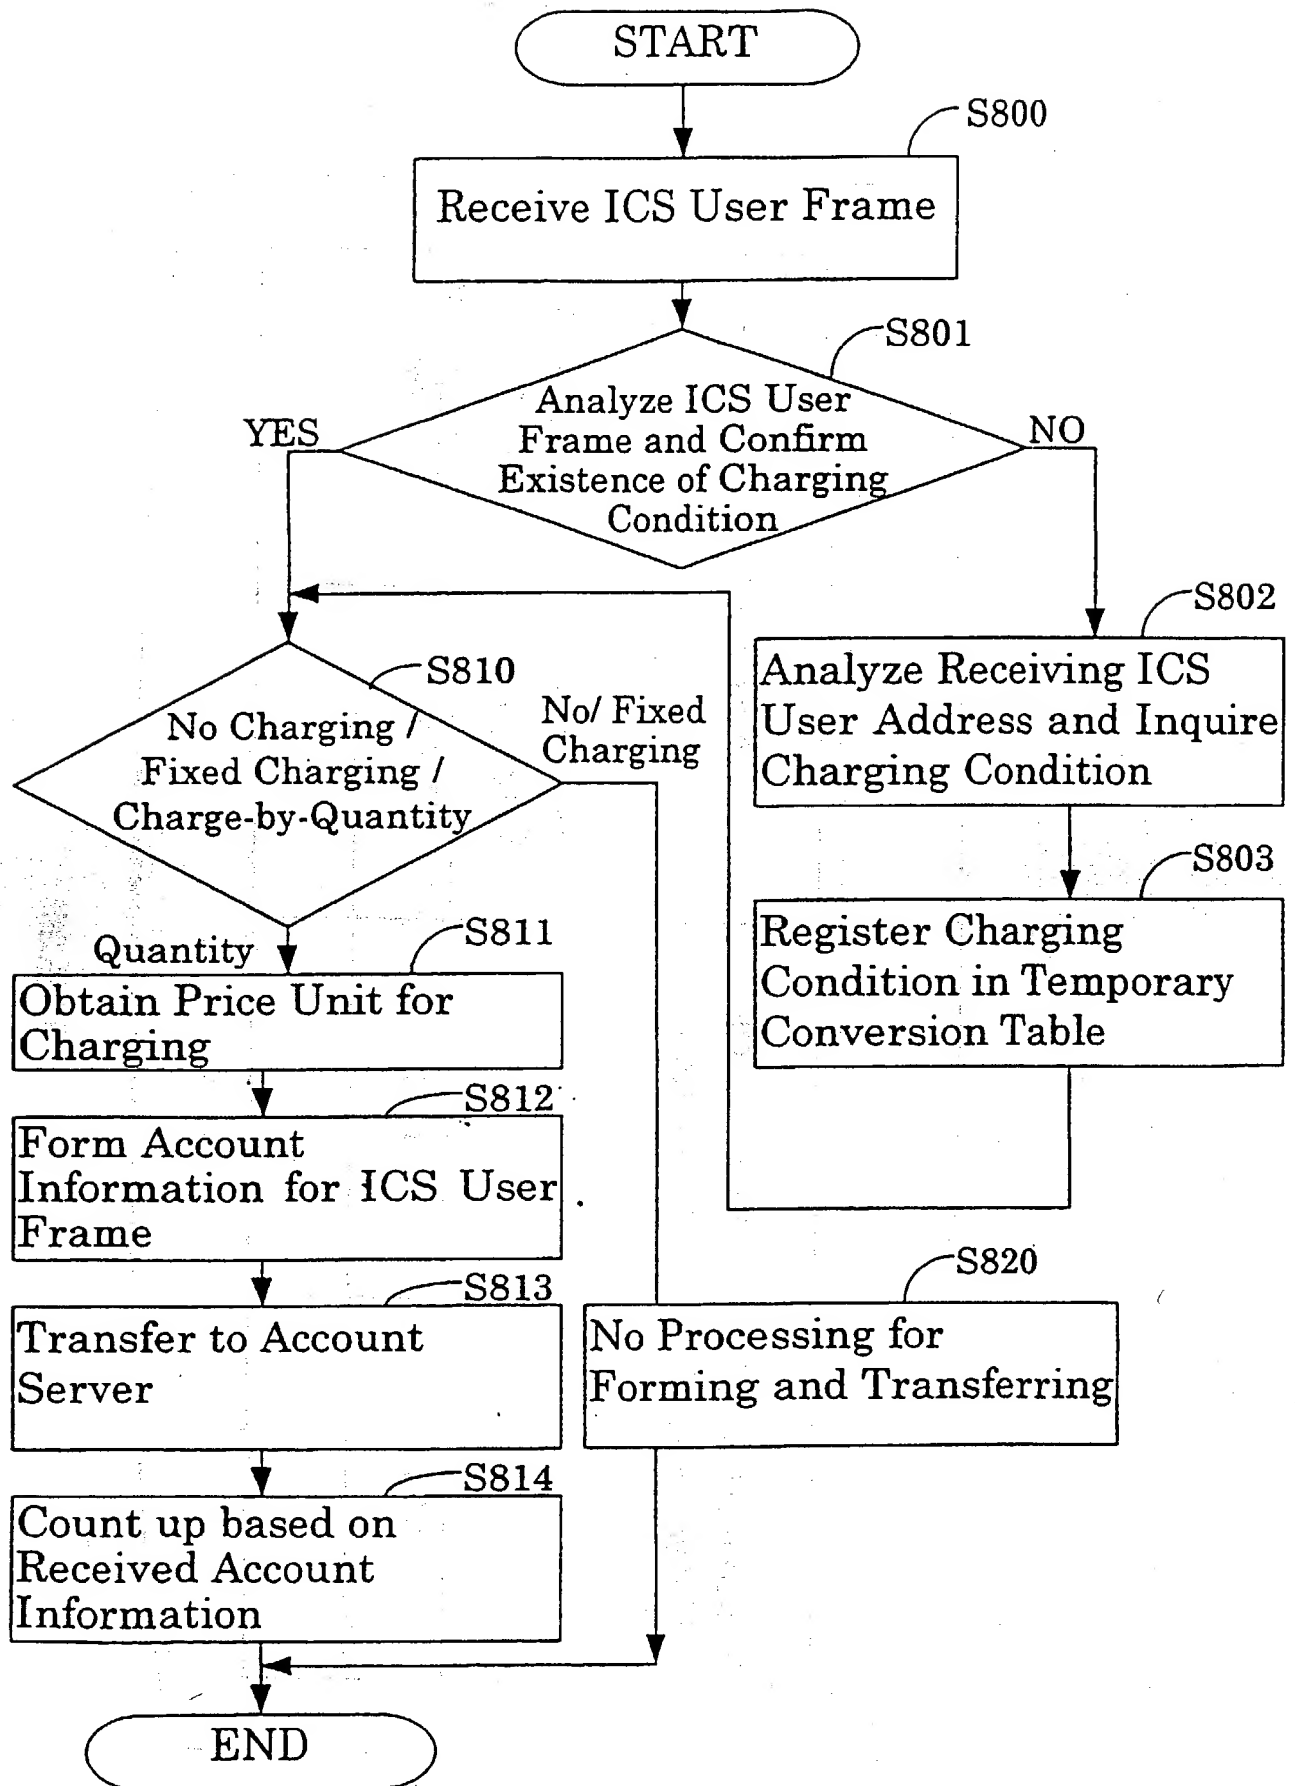 START
S800
Receive ICS User Frame
S801
Analyze ICS User
Frame and Confirm
Existence of Charging
Condition
YES
NO
S802
Analyze Receiving ICS
User Address and Inquire
Charging Condition
S810
No Charging /
Fixed Charging /
Charge-by-Quantity
No/ Fixed
Charging
S803
Register Charging
Condition in Temporary
Conversion Table
Quantity
S811
Obtain Price Unit for
Charging
S812
Form Account
Information for ICS User
Frame
S813
Transfer to Account
Server
S820
No Processing for
Forming and Transferring
S814
Count up based on
Received Account
Information
END